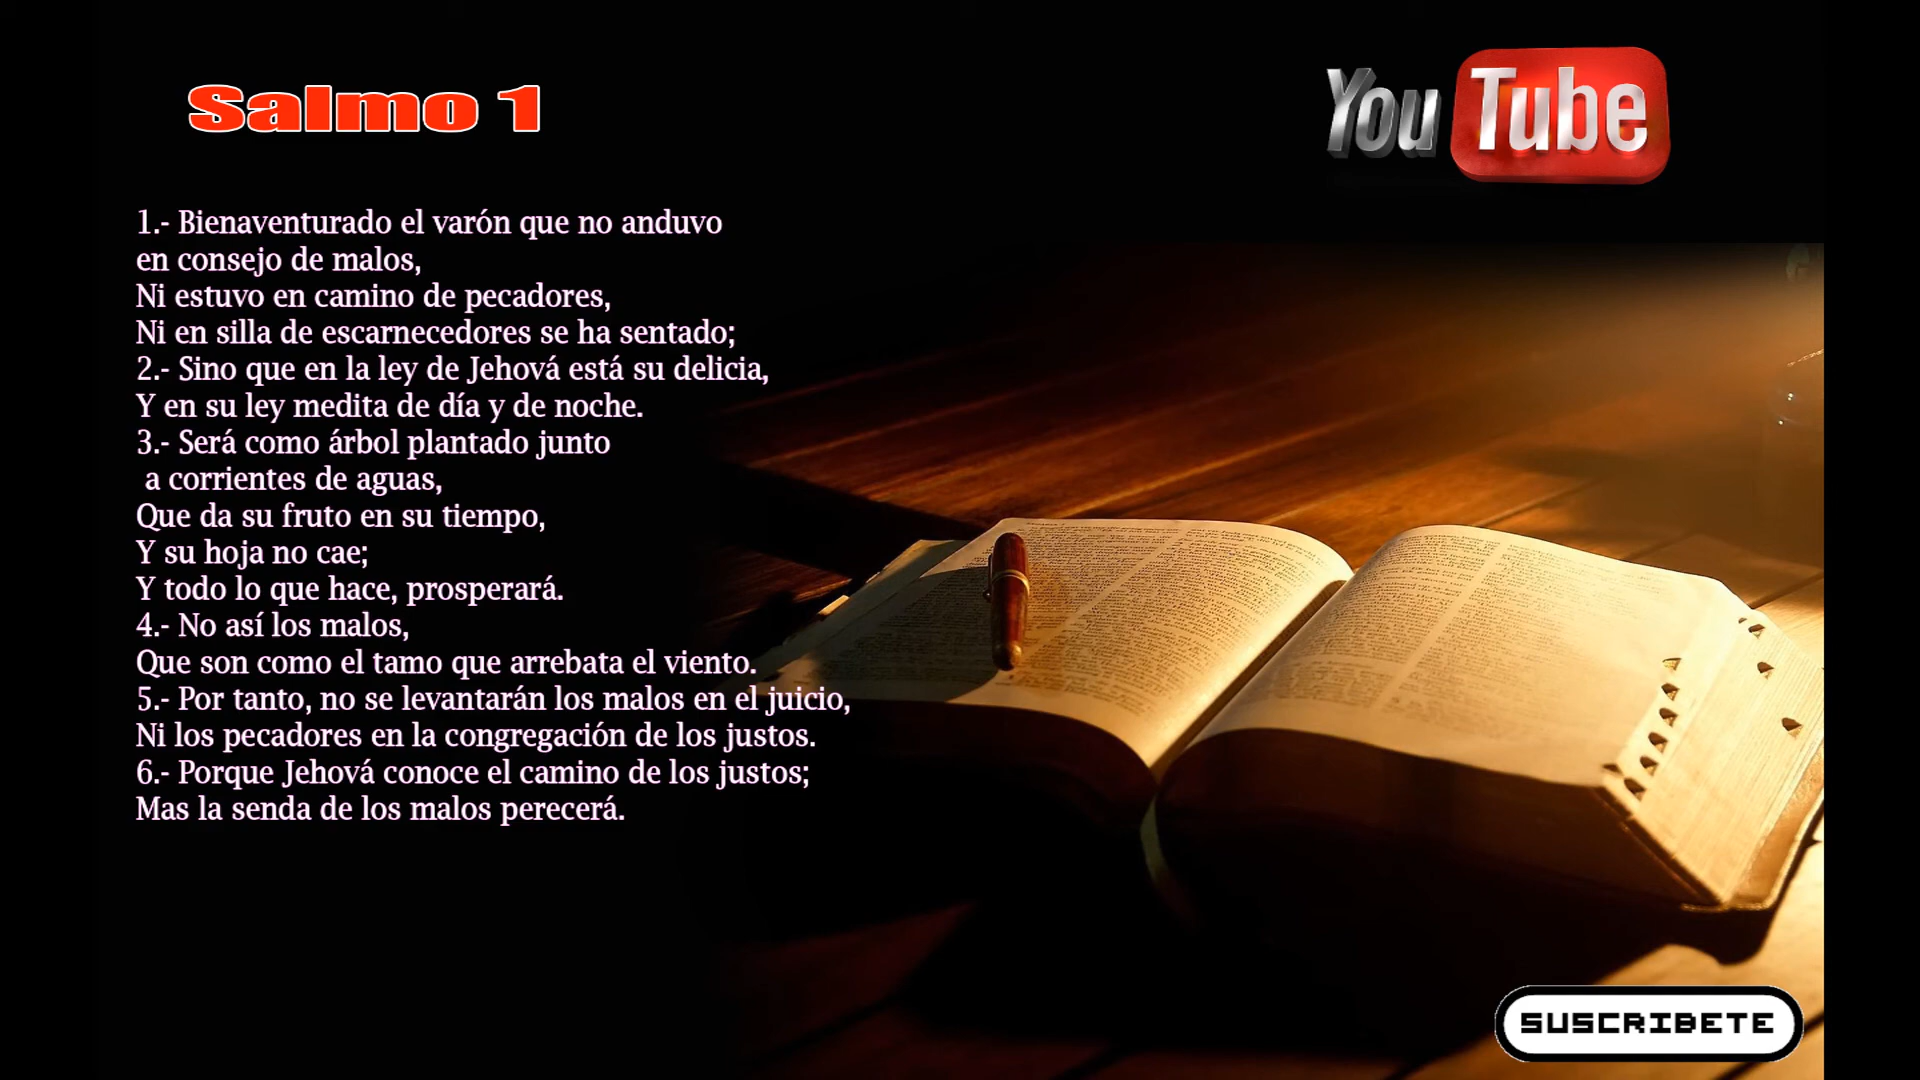 Salmo 1
YouTube
1.- Bienaventurado el varón que no anduvo
en consejo de malos,
Ni estuvo en camino de pecadores,
Ni en silla de escarnecedores se ha sentado;
2.- Sino que en la ley de Jehová está su delicia,
Y en su ley medita de día y de noche.
3.- Será como árbol plantado junto
a corrientes de aguas,
Que da su fruto en su tiempo,
Y su hoja no cae;
Y todo lo que hace, prosperará.
4.- No así los malos,
Que son como el tamo que arrebata el viento.
5.- Por tanto, no se levantarán los malos en el juicio,
Ni los pecadores en la congregación de los justos.
6.- Porque Jehová conoce el camino de los justos;
Mas la senda de los malos perecerá.
SUSCRIBETE